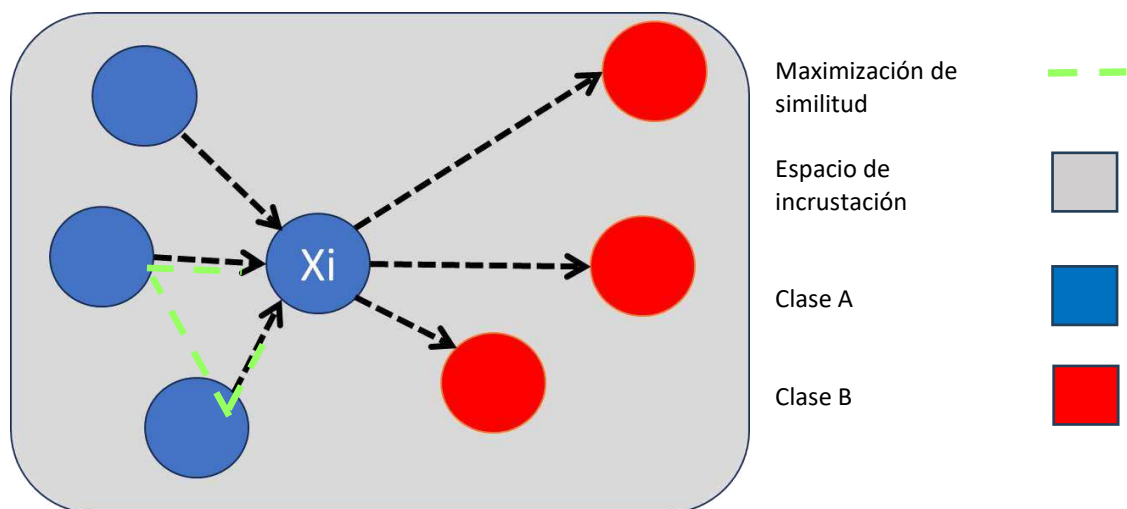 Maximización de
similitud
Espacio de
incrustación
Xi
Clase A
Clase B